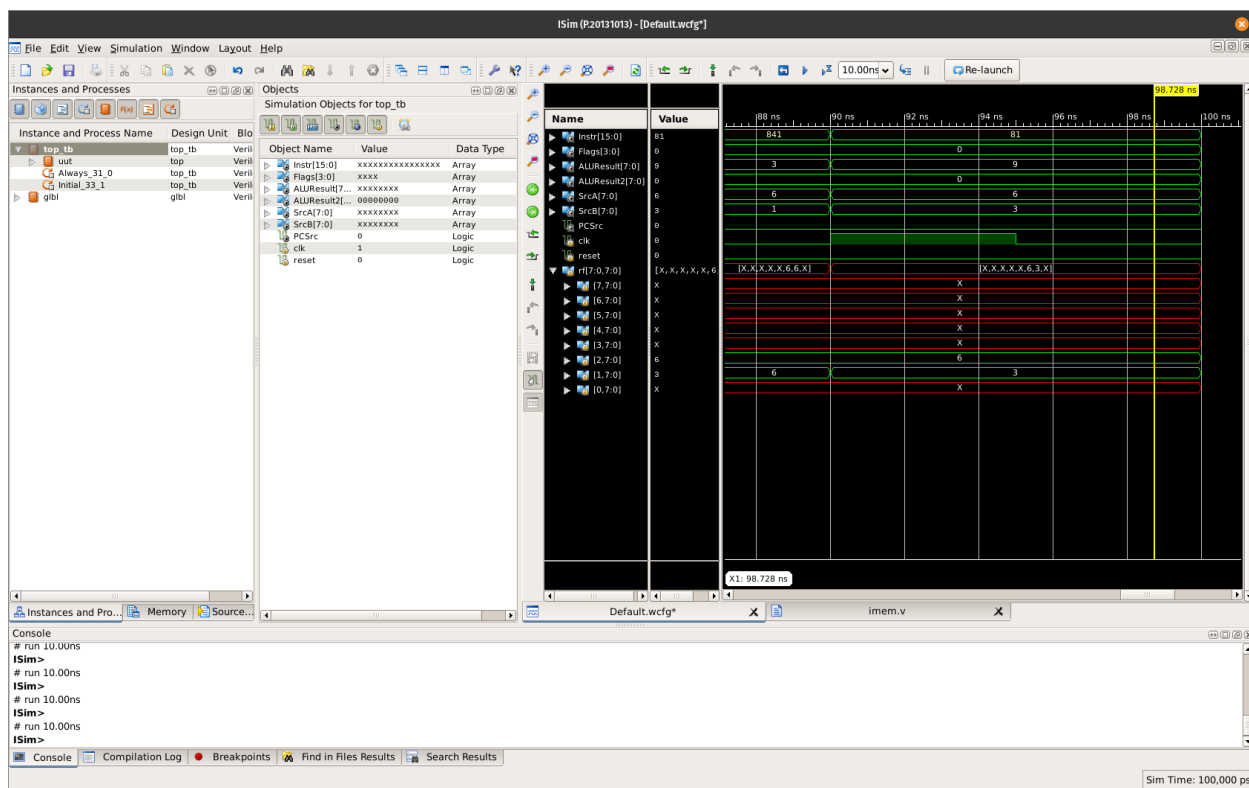 ISim (P.20131013) - [Default.wcfg*]
File Edit View Simulation Window Layout Help
10.00ns Re-launch
Instances and Processes
Instance and Process Name Design Unit Blo
top_tb top_tb Veril
uut top Veril
Always_31_0 top_tb Veril
Initial_33_1 top_tb Veril
glbl glbl Veril
Instances and Pro... Memory Source...
Objects
Simulation Objects for top_tb
Object Name Value Data Type
Instr[15:0] xxxxxxxxxxxxxxxx Array
Flags[3:0] xxxx Array
ALUResult[7... xxxxxxxx Array
ALUResult2[... 00000000 Array
SrcA[7:0] xxxxxxxx Array
SrcB[7:0] xxxxxxxx Array
PCSrc 0 Logic
clk 1 Logic
reset 0 Logic
98.728 ns
Name Value
88 ns 90 ns 92 ns 94 ns 96 ns 98 ns 100 ns
Instr[15:0] 81 841 81
Flags[3:0] 0 0
ALUResult[7:0] 9 3 9
ALUResult2[7:0] 0 0
SrcA[7:0] 6 6 6
SrcB[7:0] 3 1 3
PCSrc 0
clk 0
reset 0
rf[7:0,7:0] [X,X,X,X,X,6, [X,X,X,X,X,6,6,X] [X,X,X,X,X,6,3,X]
[7,7:0] X X
[6,7:0] X X
[5,7:0] X X
[4,7:0] X X
[3,7:0] X X
[2,7:0] 6 6
[1,7:0] 3 6 3
[0,7:0] X X
X1: 98.728 ns
Default.wcfg* imem.v
Console
# run 10.00ns
ISim>
# run 10.00ns
ISim>
# run 10.00ns
ISim>
# run 10.00ns
ISim>
Console Compilation Log Breakpoints Find in Files Results Search Results
Sim Time: 100,000 ps